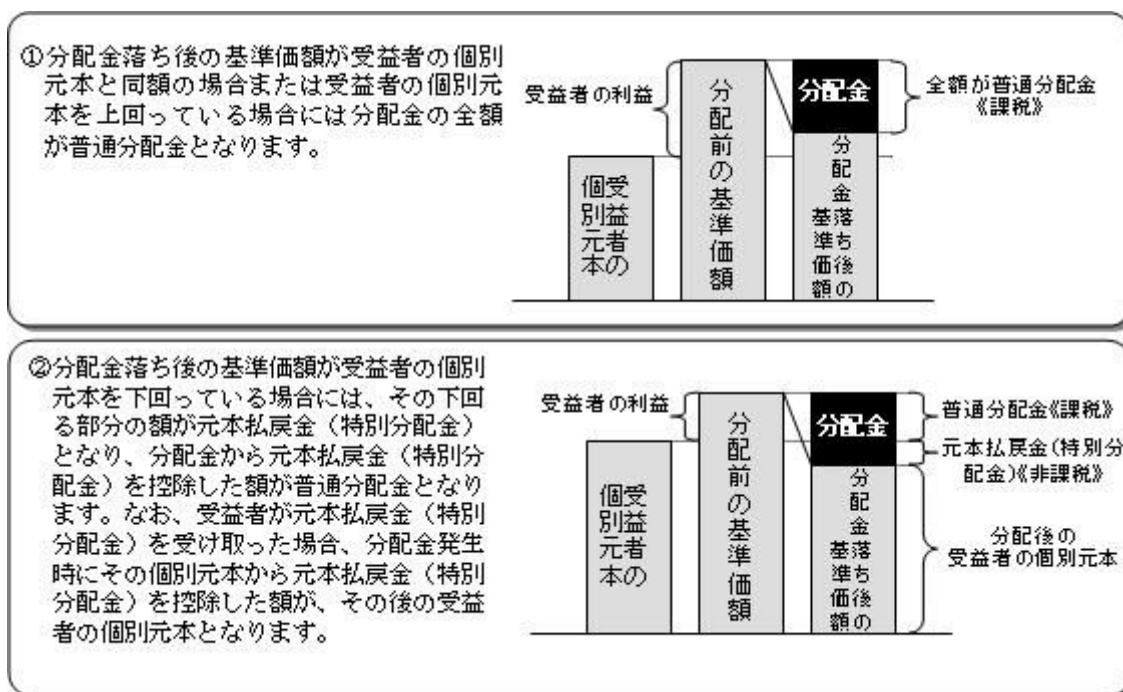 ①分配金落ち後の基準価額が受益者の個別
元本と同額の場合または受益者の個別元
本を上回っている場合には分配金の全額
が普通分配金となります。
受益者の利益
受益者の
個別元本
分配前の基準価額
分配金
分配金落ち後の
基準価額
全額が普通分配金
《課税》
②分配金落ち後の基準価額が受益者の個別
元本を下回っている場合には、その下回
る部分の額が元本払戻金（特別分配金）
となり、分配金から元本払戻金（特別分
配金）を控除した額が普通分配金となり
ます。なお、受益者が元本払戻金（特別
分配金）を受け取った場合、分配金発生
時にその個別元本から元本払戻金（特別
分配金）を控除した額が、その後の受益
者の個別元本となります。
受益者の利益
受益者の
個別元本
分配前の基準価額
分配金
分配金落ち後の
基準価額
普通分配金《課税》
元本払戻金(特別分
配金)《非課税》
分配後の
受益者の個別元本